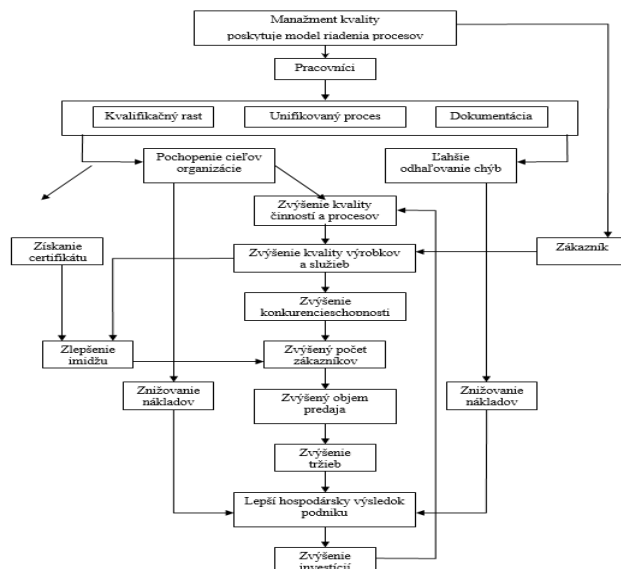 Manažment kvality
poskytuje model riadenia procesov
Pracovníci
Kvalifikačný rast
Unifikovaný proces
Dokumentácia
Pochopenie cieľov
organizácie
Ľahšie
odhaľovanie chýb
Zvýšenie kvality
činností a procesov
Získanie
certifikátu
Zvýšenie kvality výrobkov
a služieb
Zákazník
Zvýšenie
konkurencieschopnosti
Zlepšenie
imidžu
Zvýšený počet
zákazníkov
Znižovanie
nákladov
Zvýšený objem
predaja
Znižovanie
nákladov
Zvýšenie
tržieb
Lepší hospodársky výsledok
podniku
Zvýšenie
investícií